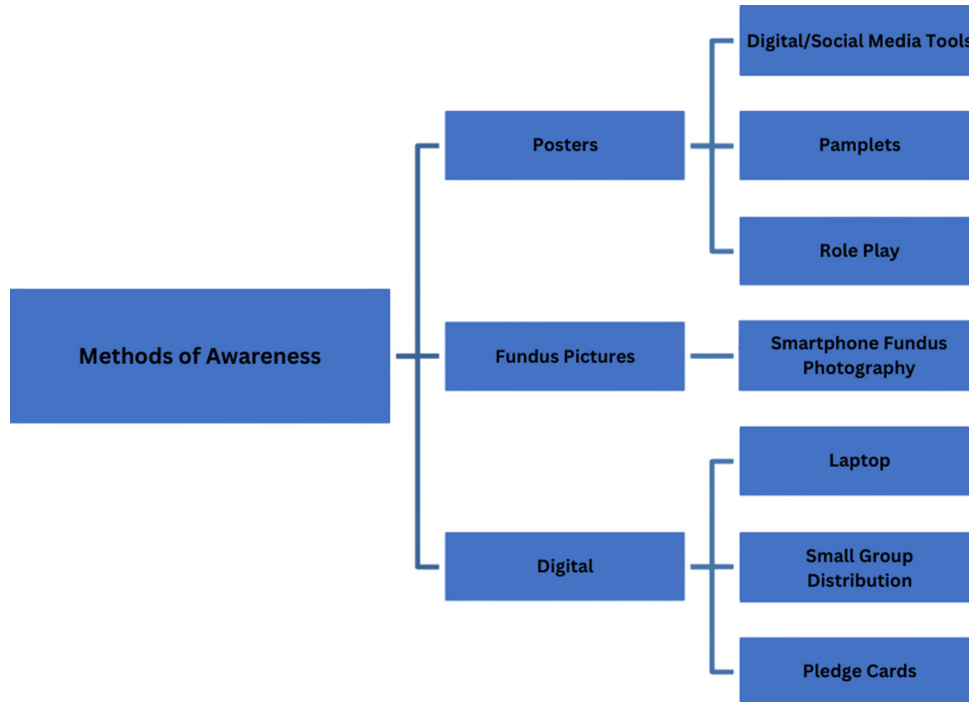 Digital/Social Media Tools
Posters
Pamplets
Role Play
Methods of Awareness
Fundus Pictures
Smartphone Fundus
Photography
Laptop
Digital
Small Group
Distribution
Pledge Cards